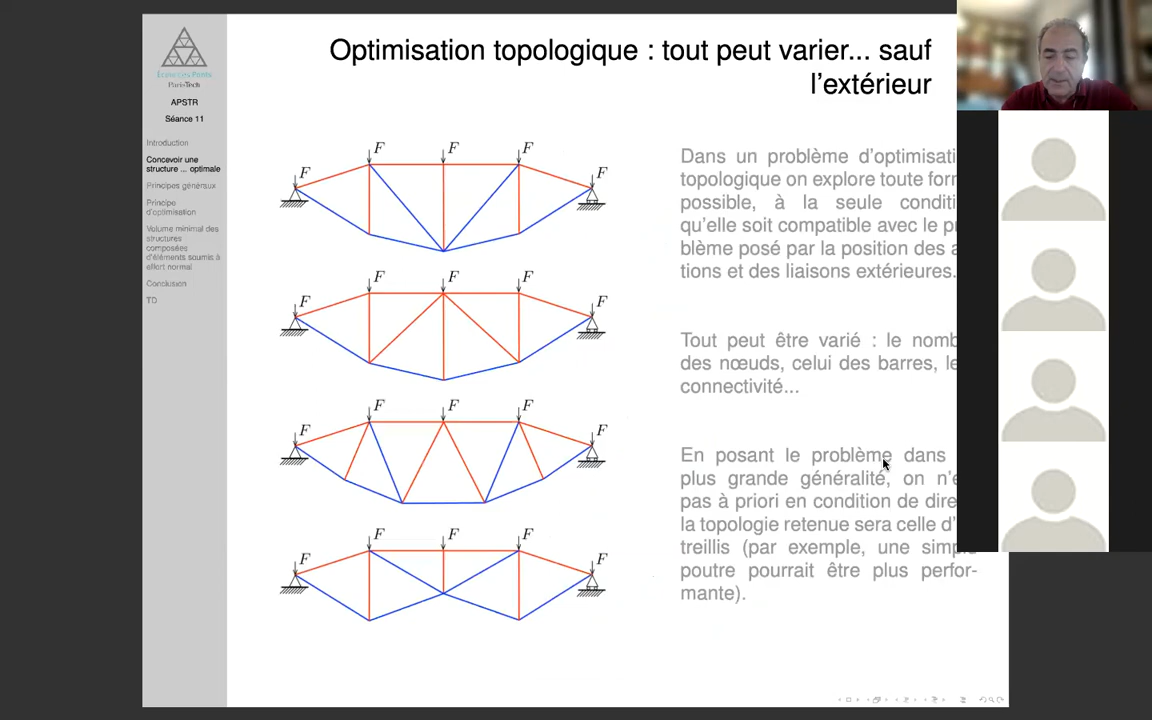 École des Ponts
ParisTech
APSTR
Séance 11
Introduction
Concevoir une
structure ... optimale
Principes généraux
Principe
d'optimisation
Volume minimal des
structures
composées
d'éléments soumis à
effort normal
Conclusion
TD
Optimisation topologique : tout peut varier... sauf
l'extérieur
F F F
F F
F F F
F F
F F F
F F
F F F
F F
Dans un problème d'optimisati
topologique on explore toute for
possible, à la seule conditi
qu'elle soit compatible avec le p
blème posé par la position des a
tions et des liaisons extérieures.
Tout peut être varié : le nomb
des nœuds, celui des barres, le
connectivité...
En posant le problème dans
plus grande généralité, on n'e
pas à priori en condition de dire
la topologie retenue sera celle d'
treillis (par exemple, une simp
poutre pourrait être plus perfor-
mante).